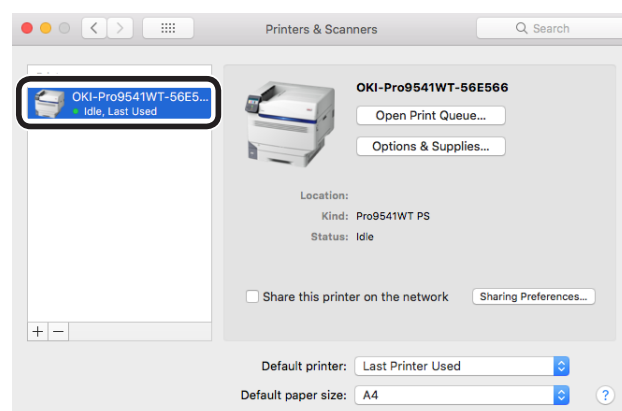 Printers & Scanners
Search
OKI-Pro9541WT-56E5...
Idle, Last Used
OKI-Pro9541WT-56E566
Open Print Queue...
Options & Supplies...
Location:
Kind: Pro9541WT PS
Status: Idle
Share this printer on the network
Sharing Preferences...
+ −
Default printer: Last Printer Used
Default paper size: A4
?